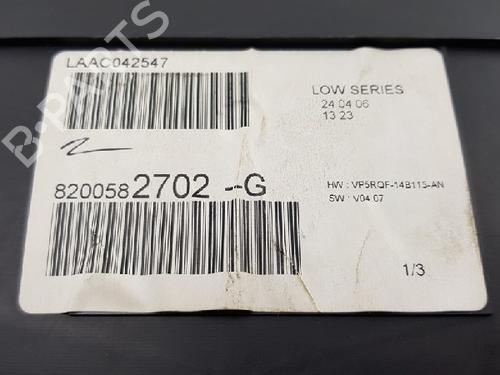 LAAC042547
LOW SERIES
24 04 06
13 23
8200582702 --G
HW : VP5RQF-14B115-AN
SW : V04 07
1/3
B-PARTS